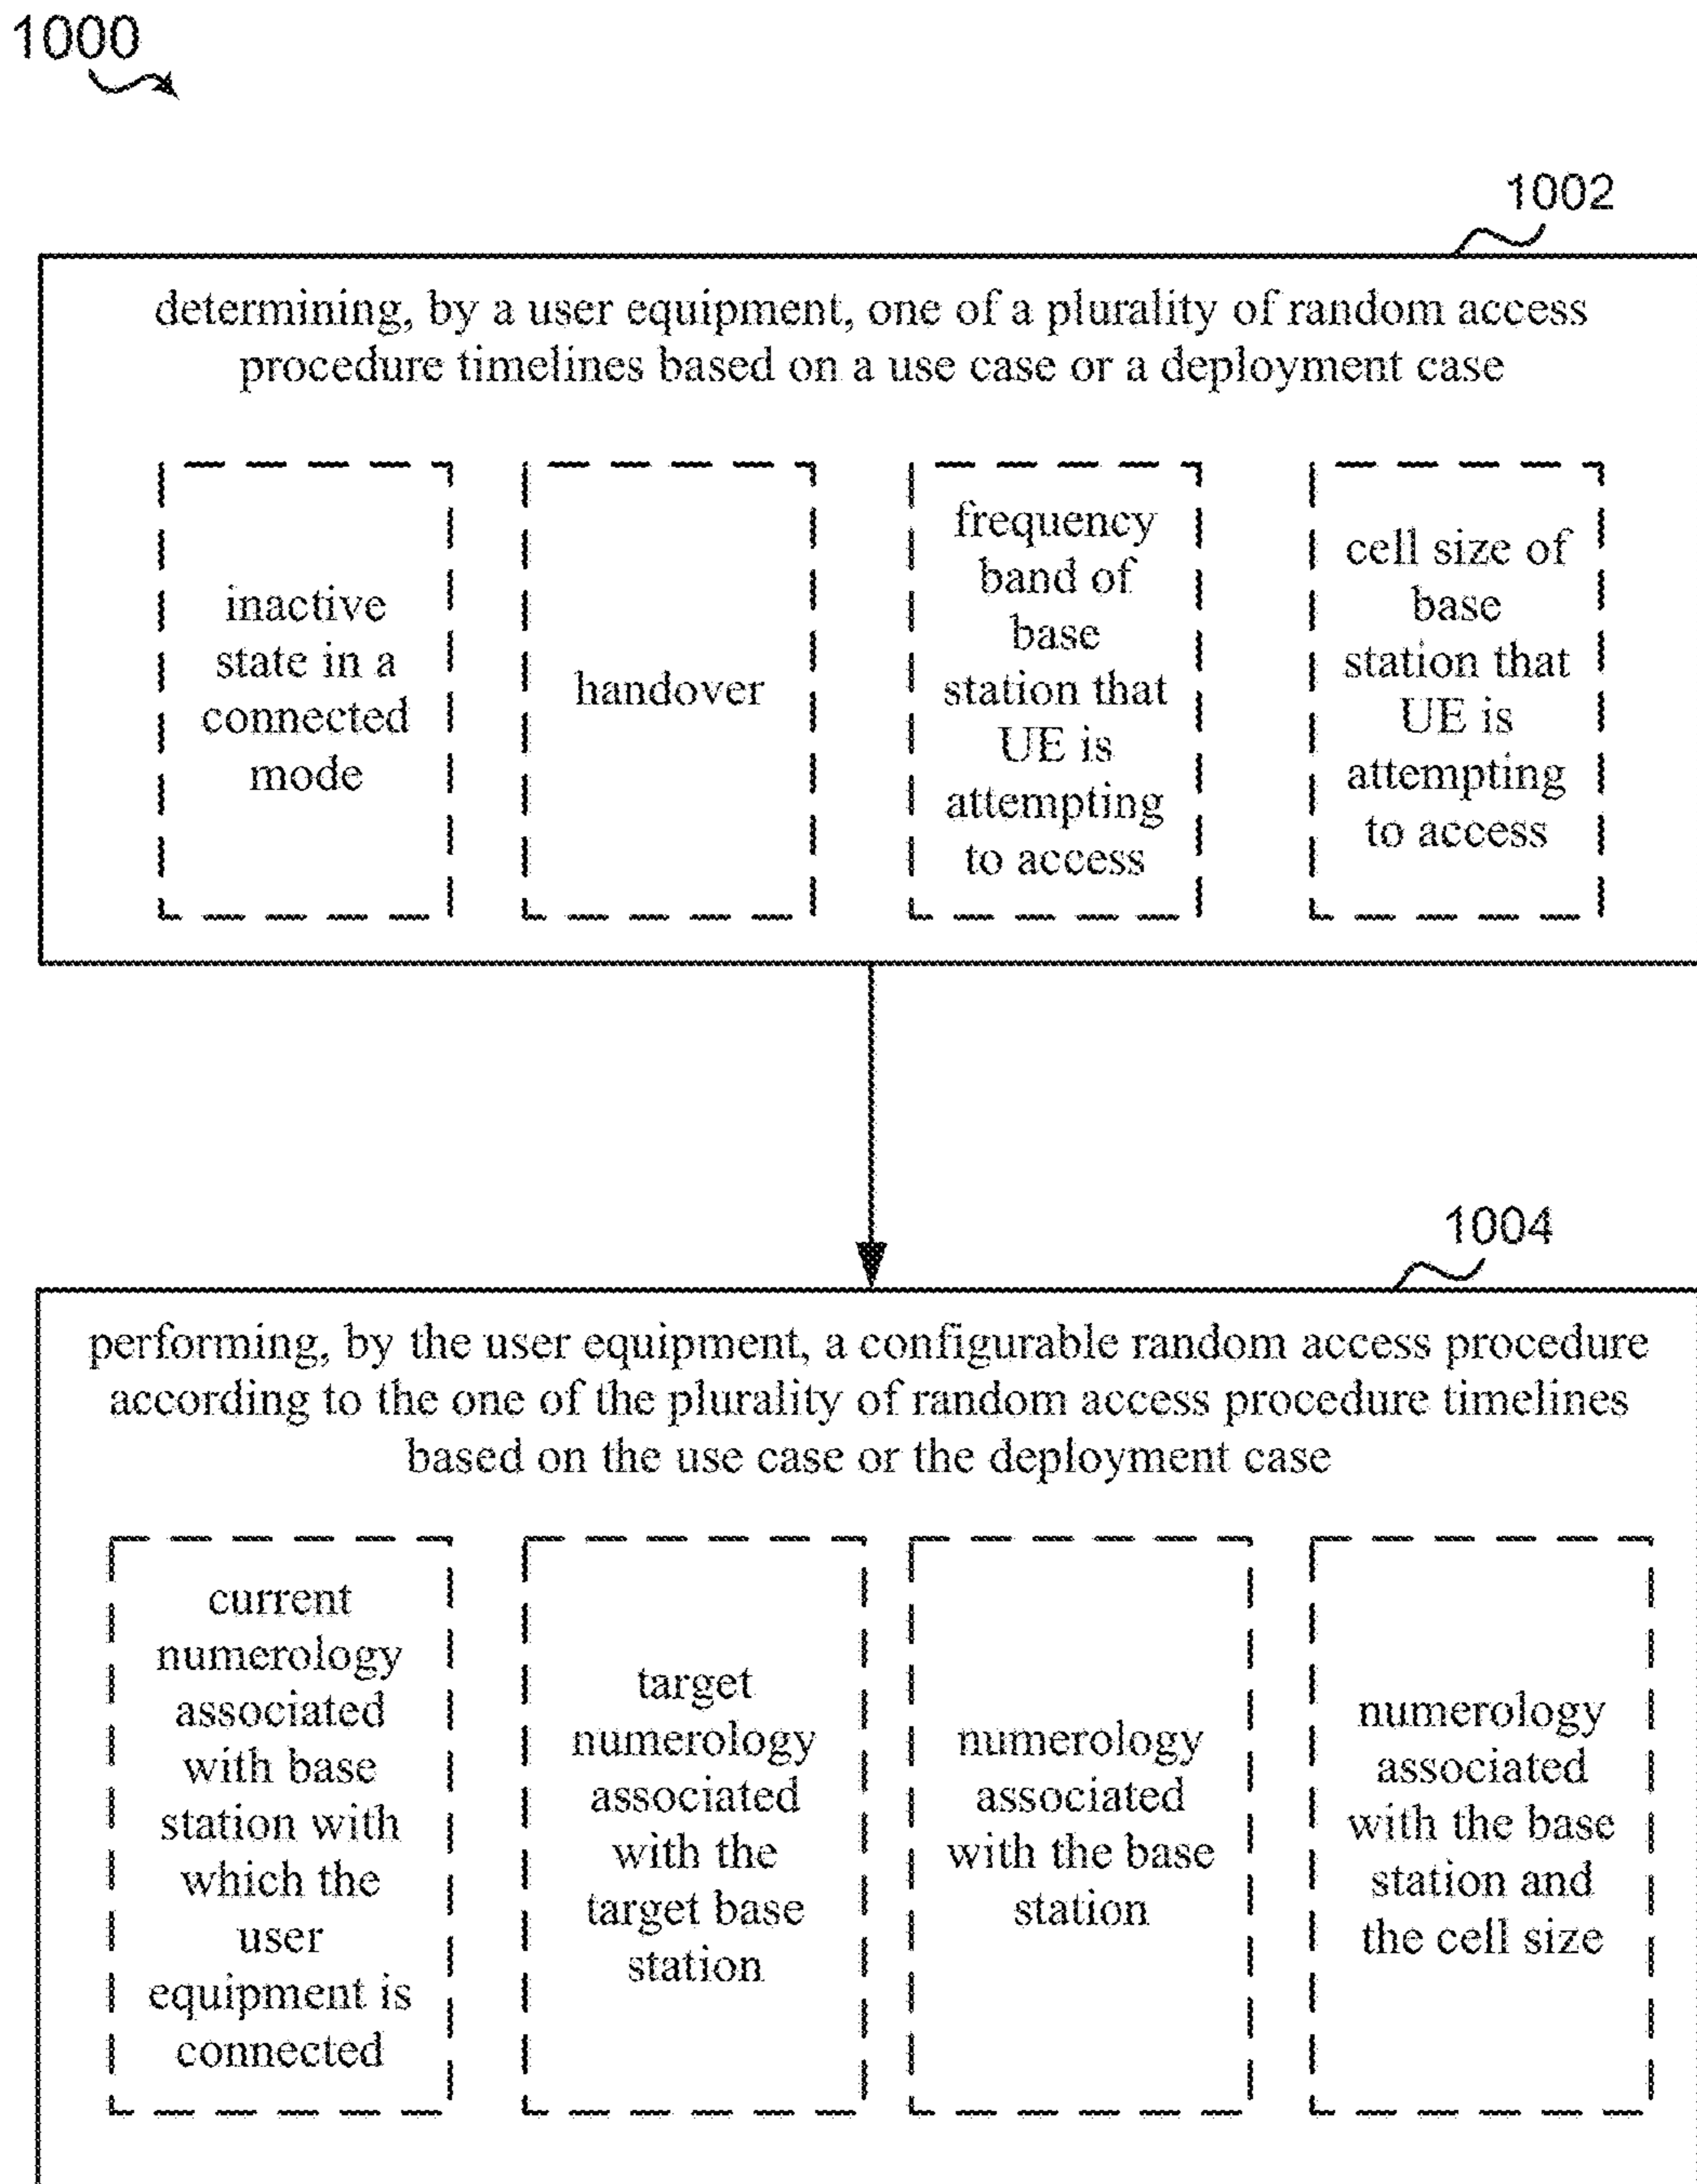 1000
1002
determining, by a user equipment, one of a plurality of random access
procedure timelines based on a use case or a deployment case
inactive
state in a
connected
mode
handover
frequency
band of
base
station that
UE is
attempting
to access
cell size of
base
station that
UE is
attempting
to access
1004
performing, by the user equipment, a configurable random access procedure
according to the one of the plurality of random access procedure timelines
based on the use case or the deployment case
current
numerology
associated
with base
station with
which the
user
equipment is
connected
target
numerology
associated
with the
target base
station
numerology
associated
with the base
station
numerology
associated
with the base
station and
the cell size